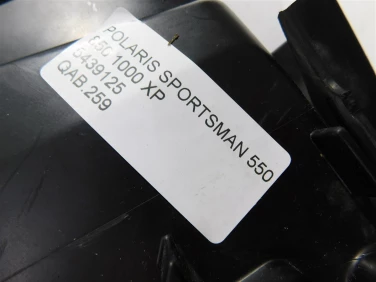 POLARIS SPORTSMAN 550
850 1000 XP
5439125
QAB 259